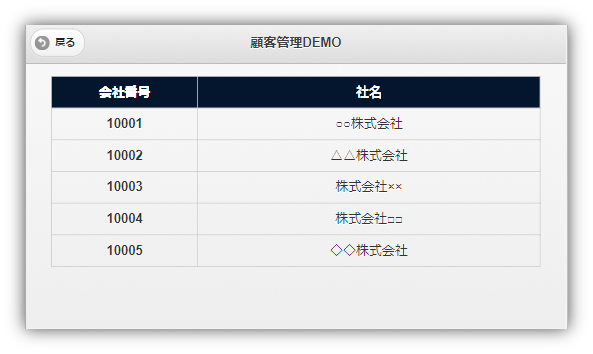 戻る 顧客管理DEMO
会社番号 社名
10001 ○○株式会社
10002 △△株式会社
10003 株式会社××
10004 株式会社□□
10005 ◇◇株式会社